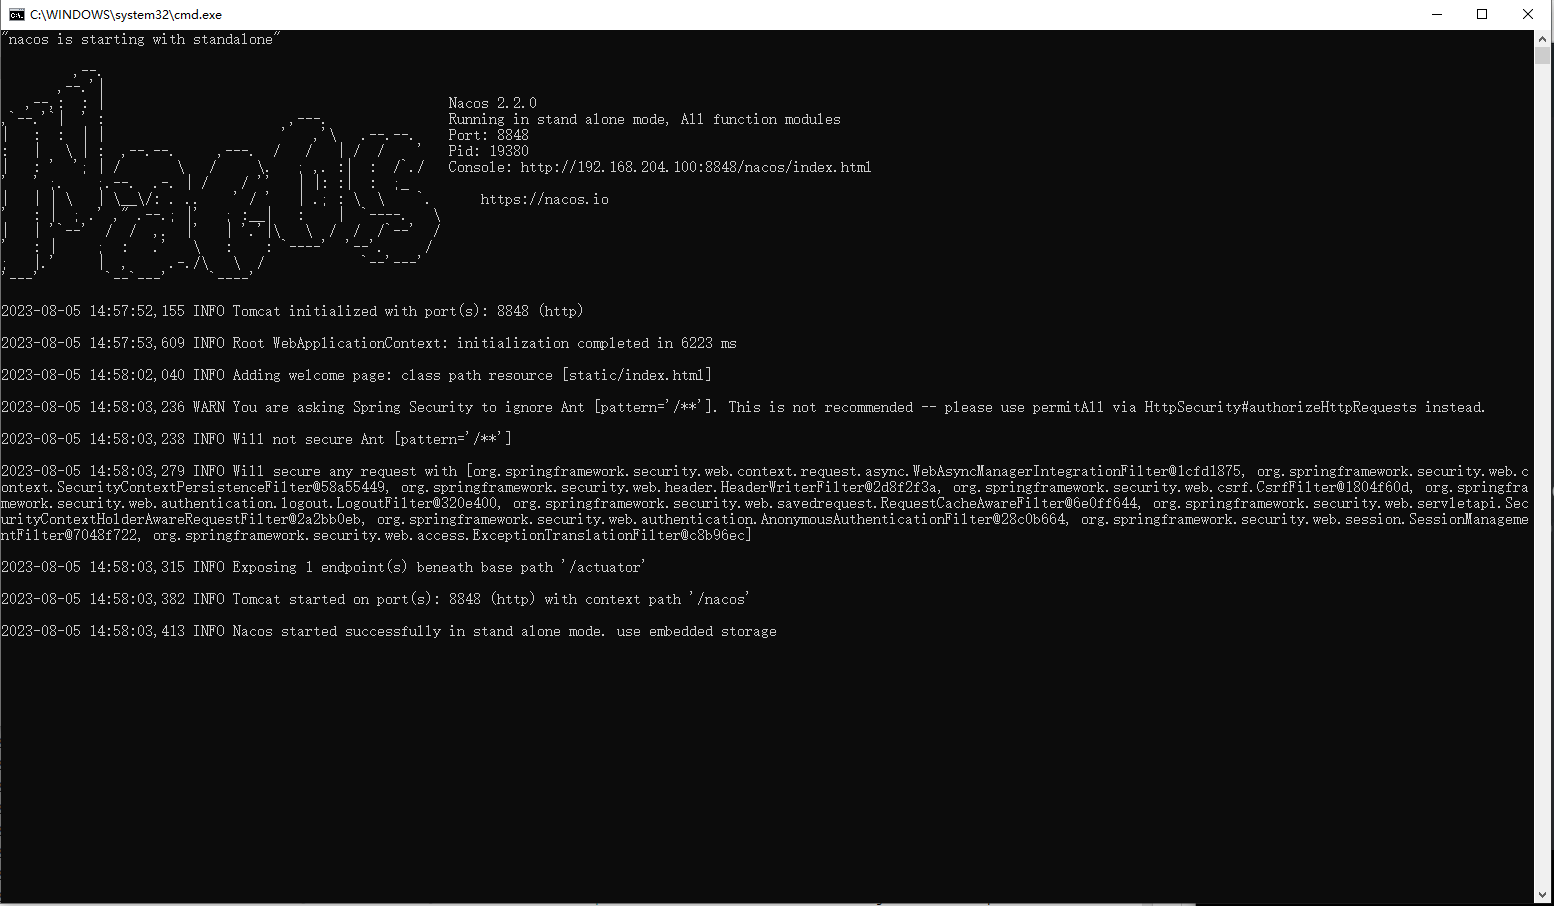 C:\WINDOWS\system32\cmd.exe
"nacos is starting with standalone"
Nacos 2.2.0
Running in stand alone mode, All function modules
Port: 8848
Pid: 19380
Console: http://192.168.204.100:8848/nacos/index.html
https://nacos.io
2023-08-05 14:57:52,155 INFO Tomcat initialized with port(s): 8848 (http)
2023-08-05 14:57:53,609 INFO Root WebApplicationContext: initialization completed in 6223 ms
2023-08-05 14:58:02,040 INFO Adding welcome page: class path resource [static/index.html]
2023-08-05 14:58:03,236 WARN You are asking Spring Security to ignore Ant [pattern='/**']. This is not recommended -- please use permitAll via HttpSecurity#authorizeHttpRequests instead.
2023-08-05 14:58:03,238 INFO Will not secure Ant [pattern='/**']
2023-08-05 14:58:03,279 INFO Will secure any request with [org.springframework.security.web.context.request.async.WebAsyncManagerIntegrationFilter@1cfd1875, org.springframework.security.web.c
ontext.SecurityContextPersistenceFilter@58a55449, org.springframework.security.web.header.HeaderWriterFilter@2d8f2f3a, org.springframework.security.web.csrf.CsrfFilter@1804f60d, org.springfra
mework.security.web.authentication.logout.LogoutFilter@320e400, org.springframework.security.web.savedrequest.RequestCacheAwareFilter@6e0ff644, org.springframework.security.web.servletapi.Sec
urityContextHolderAwareRequestFilter@2a2bb0eb, org.springframework.security.web.authentication.AnonymousAuthenticationFilter@28c0b664, org.springframework.security.web.session.SessionManageme
ntFilter@7048f722, org.springframework.security.web.access.ExceptionTranslationFilter@c8b96ec]
2023-08-05 14:58:03,315 INFO Exposing 1 endpoint(s) beneath base path '/actuator'
2023-08-05 14:58:03,382 INFO Tomcat started on port(s): 8848 (http) with context path '/nacos'
2023-08-05 14:58:03,413 INFO Nacos started successfully in stand alone mode. use embedded storage